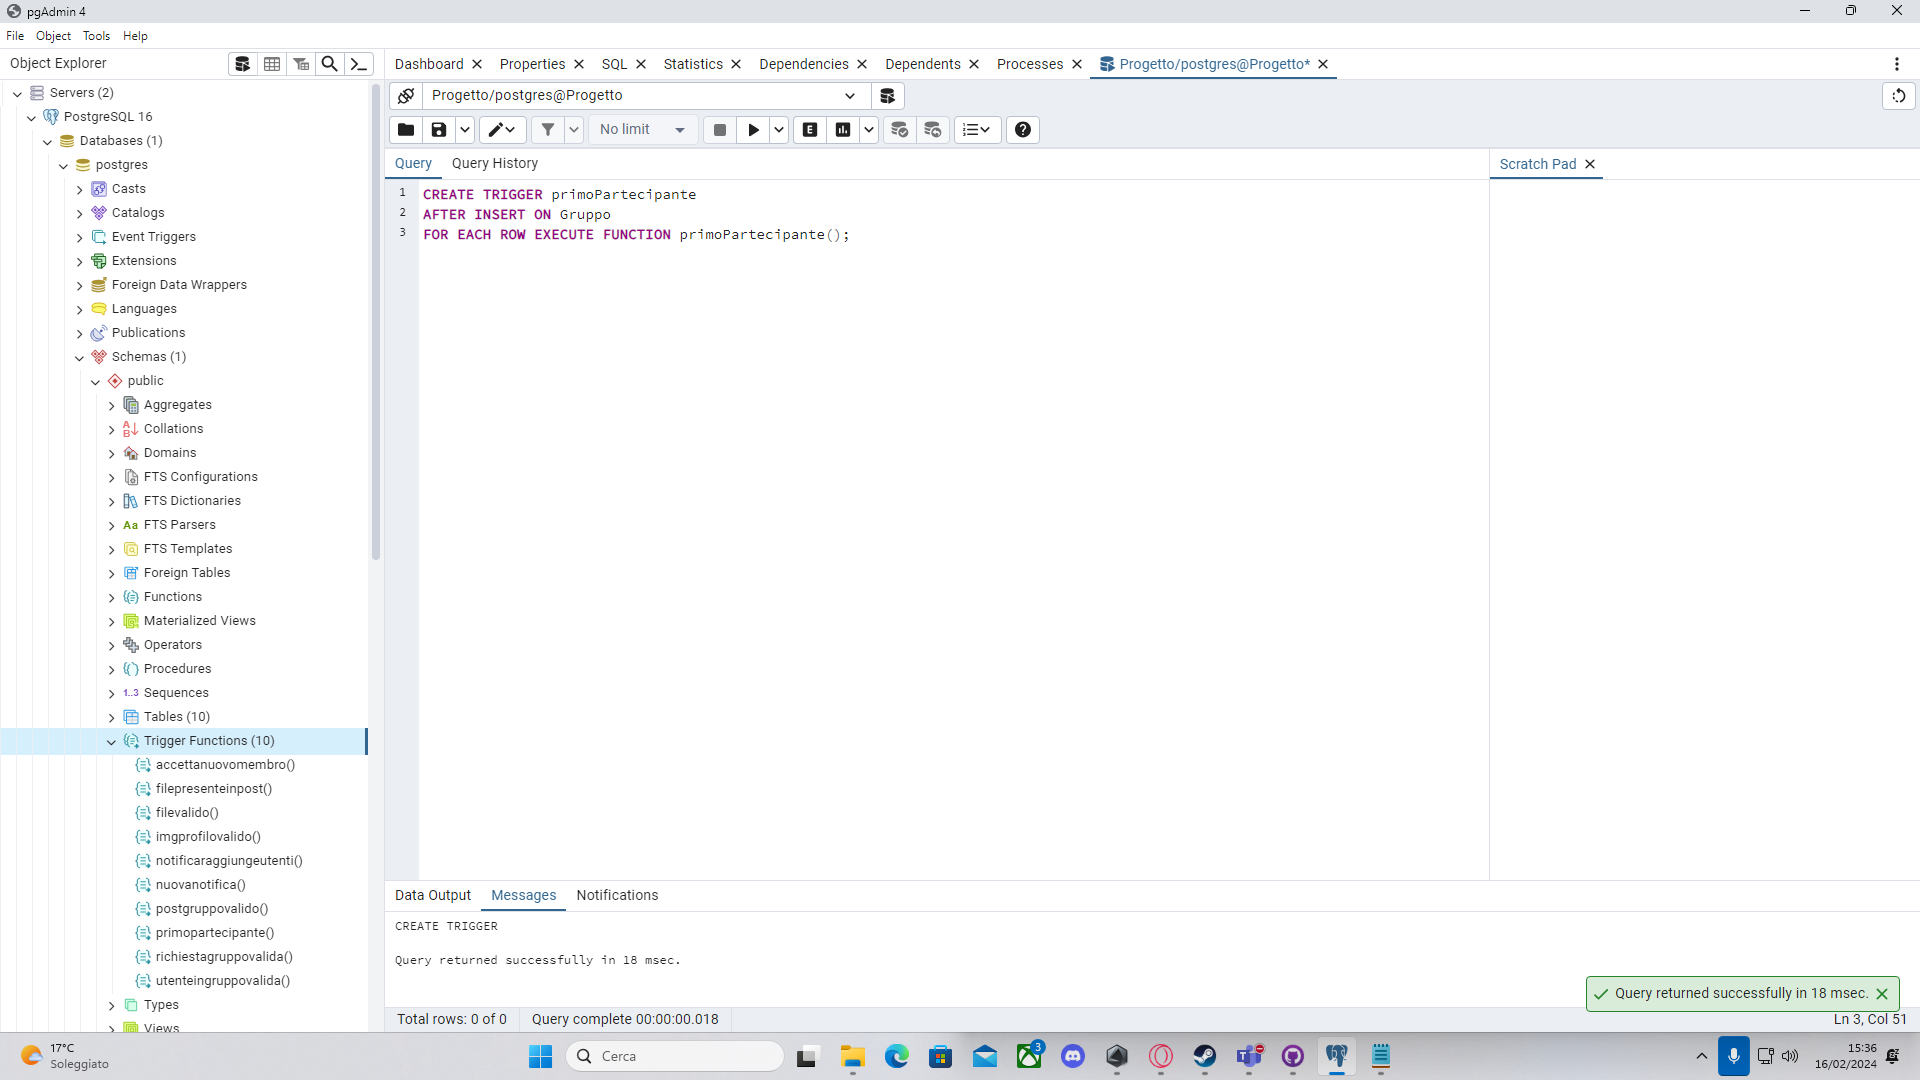 pgAdmin 4
File Object Tools Help
Object Explorer
Dashboard Properties SQL Statistics Dependencies Dependents Processes Progetto/postgres@Progetto*
Servers (2)
PostgreSQL 16
Databases (1)
postgres
Casts
Catalogs
Event Triggers
Extensions
Foreign Data Wrappers
Languages
Publications
Schemas (1)
public
Aggregates
Collations
Domains
FTS Configurations
FTS Dictionaries
Aa FTS Parsers
FTS Templates
Foreign Tables
Functions
Materialized Views
Operators
Procedures
1..3 Sequences
Tables (10)
Trigger Functions (10)
accettanuovomembro()
filepresenteinpost()
filevalido()
imgprofilovalido()
notificaraggiungeutenti()
nuovanotifica()
postgruppovalido()
primopartecipante()
richiestagruppovalida()
utenteingruppovalida()
Types
Views
Progetto/postgres@Progetto
No limit
E
Query Query History
Scratch Pad
1 CREATE TRIGGER primoPartecipante
2 AFTER INSERT ON Gruppo
3 FOR EACH ROW EXECUTE FUNCTION primoPartecipante();
Data Output Messages Notifications
CREATE TRIGGER
Query returned successfully in 18 msec.
Query returned successfully in 18 msec.
Total rows: 0 of 0 Query complete 00:00:00.018 Ln 3, Col 51
17°C
Soleggiato
Cerca
3
15:36
16/02/2024